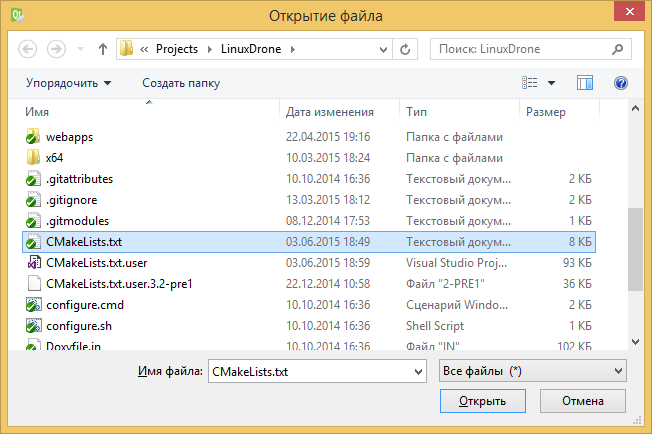 Открытие файла
Projects LinuxDrone Поиск: LinuxDrone
Упорядочить Создать папку
Имя Дата изменения Тип Размер
webapps 22.04.2015 19:16 Папка с файлами
x64 10.03.2015 18:24 Папка с файлами
.gitattributes 10.10.2014 16:36 Текстовый докум... 2 КБ
.gitignore 13.03.2015 18:12 Текстовый докум... 2 КБ
.gitmodules 08.12.2014 17:53 Текстовый докум... 1 КБ
CMakeLists.txt 03.06.2015 18:49 Текстовый докум... 8 КБ
CMakeLists.txt.user 03.06.2015 18:59 Visual Studio Proj... 93 КБ
CMakeLists.txt.user.3.2-pre1 22.12.2014 10:58 Файл "2-PRE1" 36 КБ
configure.cmd 10.10.2014 16:36 Сценарий Windo... 2 КБ
configure.sh 10.10.2014 16:36 Shell Script 1 КБ
Doxyfile.in 10.10.2014 16:36 Файл "IN" 102 КБ
Имя файла: CMakeLists.txt Все файлы (*)
Открыть Отмена